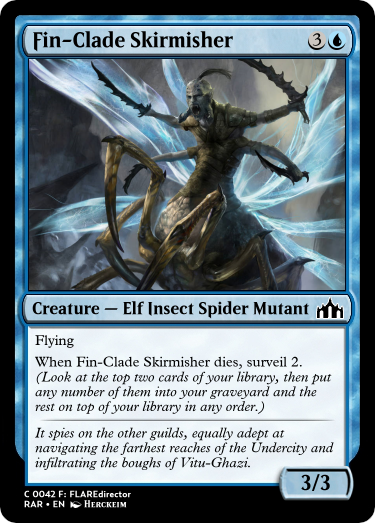 Fin-Clade Skirmisher 3
Creature — Elf Insect Spider Mutant
Flying
When Fin-Clade Skirmisher dies, surveil 2.
(Look at the top two cards of your library, then put
any number of them into your graveyard and the
rest on top of your library in any order.)
It spies on the other guilds, equally adept at
navigating the farthest reaches of the Undercity and
infiltrating the boughs of Vitu-Ghazi.
3/3
C 0042 F: FLAREdirector
RAR • EN Herckeim